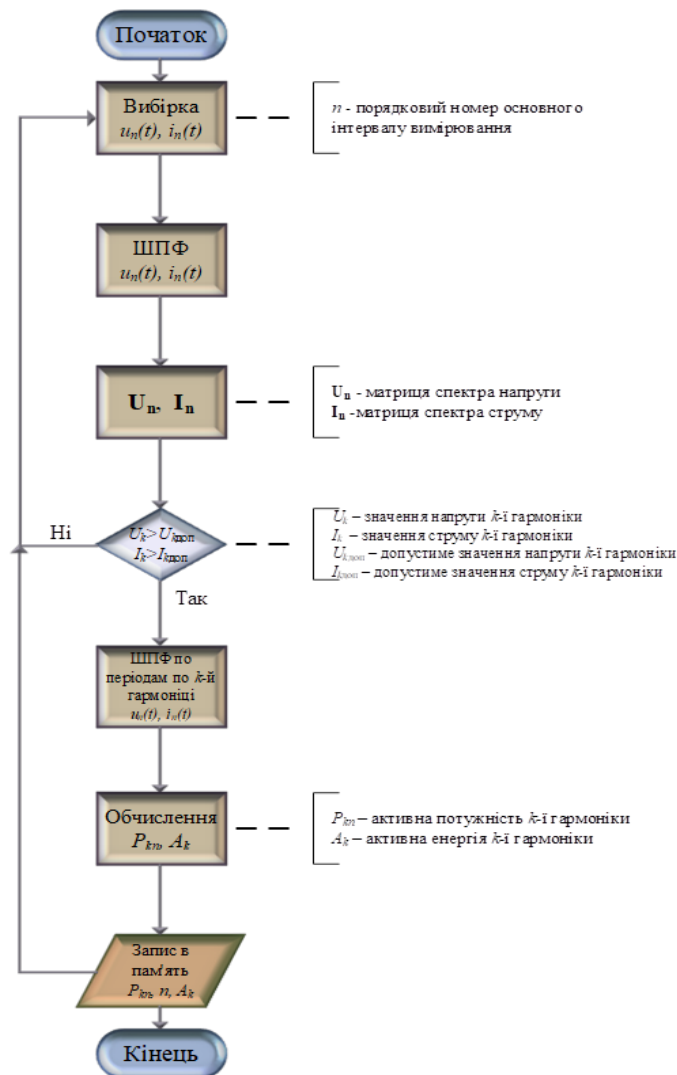 Початок
Вибірка
uₙ(t), iₙ(t)
n - порядковий номер основного
інтервалу вимірювання
ШПФ
uₙ(t), iₙ(t)
Uₙ, Iₙ
Uₙ - матриця спектра напруги
Iₙ -матриця спектра струму
Ні
Uk>Ukдоп
Ik>Ikдоп
Uk – значення напруги k-ї гармоніки
Ik – значення струму k-ї гармоніки
Ukдоп – допустиме значення напруги k-ї гармоніки
Ikдоп – допустиме значення струму k-ї гармоніки
Так
ШПФ по
періодам по k-й
гармоніці
uₙ(t), iₙ(t)
Обчислення
Pkn, Ak
Pkn – активна потужність k-ї гармоніки
Ak – активна енергія k-ї гармоніки
Запис в
пам'ять
Pkn, n, Ak
Кінець